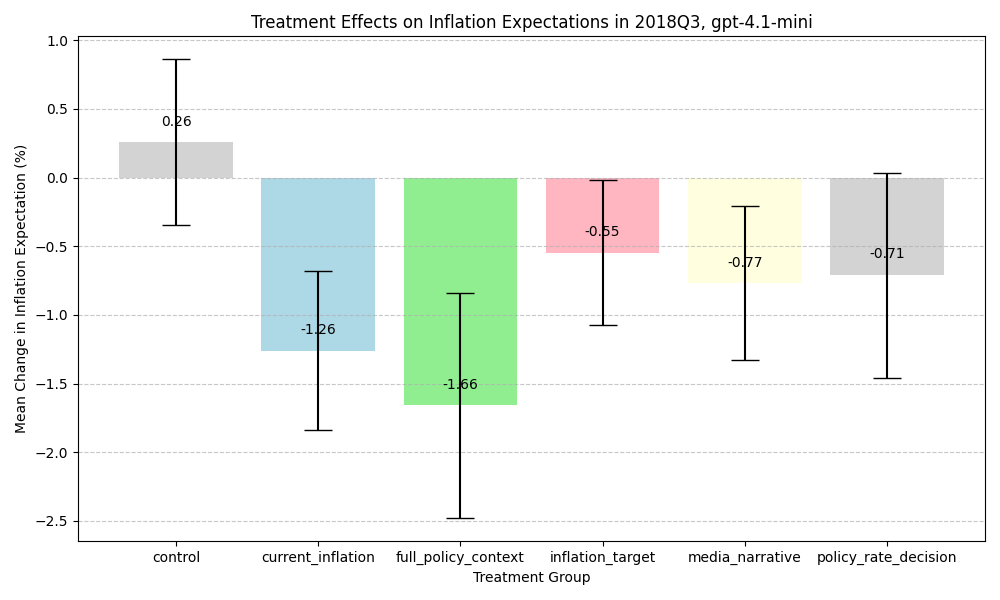 Treatment Effects on Inflation Expectations in 2018Q3, gpt-4.1-mini
Mean Change in Inflation Expectation (%)
1.0
0.5
0.0
−0.5
−1.0
−1.5
−2.0
−2.5
0.26
-1.26
-1.66
-0.55
-0.77
-0.71
control
current_inflation
full_policy_context
inflation_target
media_narrative
policy_rate_decision
Treatment Group